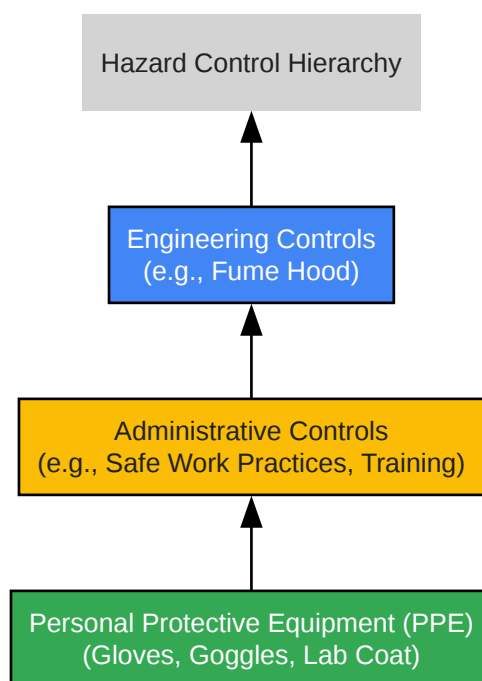 Hazard Control Hierarchy
Engineering Controls
(e.g., Fume Hood)
Administrative Controls
(e.g., Safe Work Practices, Training)
Personal Protective Equipment (PPE)
(Gloves, Goggles, Lab Coat)